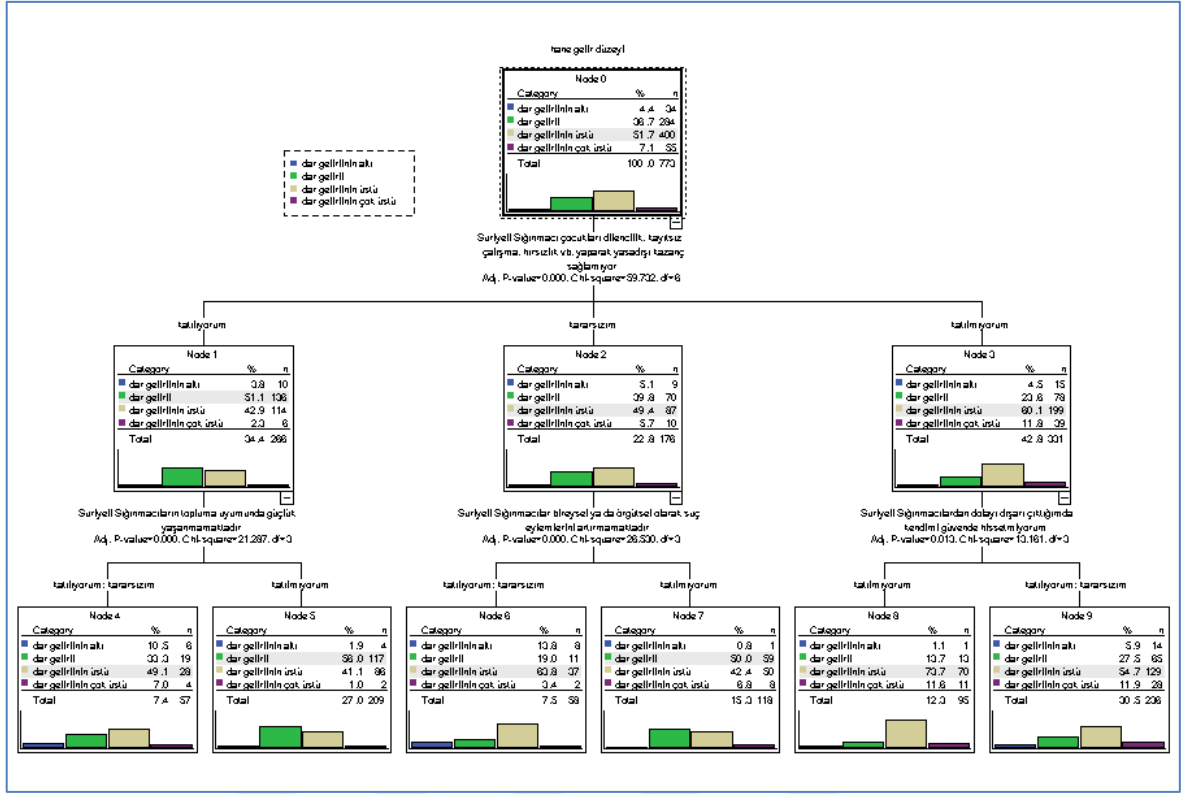 hane gelir düzeyi
Node 0
Category % n
dar gelirlinin altı 4.4 34
dar gelirli 36.7 284
dar gelirlinin üstü 51.7 400
dar gelirlinin çok üstü 7.1 55
Total 100.0 773
dar gelirlinin altı
dar gelirli
dar gelirlinin üstü
dar gelirlinin çok üstü
Suriyeli Sığınmacı çocukları dilencilik, kayıtsız
çalışma, hırsızlık vb. yaparak yasadışı kazanç
sağlamıyor
Adj. P-value=0.000, Chi-square=59.732, df=6
katılıyorum
kararsızım
katılmıyorum
Node 1
Category % n
dar gelirlinin altı 3.8 10
dar gelirli 51.1 136
dar gelirlinin üstü 42.9 114
dar gelirlinin çok üstü 2.3 6
Total 34.4 266
Node 2
Category % n
dar gelirlinin altı 5.1 9
dar gelirli 39.8 70
dar gelirlinin üstü 49.4 87
dar gelirlinin çok üstü 5.7 10
Total 22.8 176
Node 3
Category % n
dar gelirlinin altı 4.5 15
dar gelirli 23.6 78
dar gelirlinin üstü 60.1 199
dar gelirlinin çok üstü 11.8 39
Total 42.8 331
Suriyeli Sığınmacıların topluma uyumunda güçlük
yaşanmamaktadır
Adj. P-value=0.000, Chi-square=21.287, df=3
Suriyeli Sığınmacılar bireysel ya da örgütsel olarak suç
eylemlerini artırmamaktadır
Adj. P-value=0.000, Chi-square=26.530, df=3
Suriyeli Sığınmacılardan dolayı dışarı çıktığımda
kendimi güvende hissetmiyorum
Adj. P-value=0.013, Chi-square=13.161, df=3
katılıyorum; kararsızım
katılmıyorum
katılıyorum; kararsızım
katılmıyorum
katılmıyorum
katılıyorum; kararsızım
Node 4
Category % n
dar gelirlinin altı 10.5 6
dar gelirli 33.3 19
dar gelirlinin üstü 49.1 28
dar gelirlinin çok üstü 7.0 4
Total 7.4 57
Node 5
Category % n
dar gelirlinin altı 1.9 4
dar gelirli 56.0 117
dar gelirlinin üstü 41.1 86
dar gelirlinin çok üstü 1.0 2
Total 27.0 209
Node 6
Category % n
dar gelirlinin altı 13.8 8
dar gelirli 19.0 11
dar gelirlinin üstü 63.8 37
dar gelirlinin çok üstü 3.4 2
Total 7.5 58
Node 7
Category % n
dar gelirlinin altı 0.8 1
dar gelirli 50.0 59
dar gelirlinin üstü 42.4 50
dar gelirlinin çok üstü 6.8 8
Total 15.3 118
Node 8
Category % n
dar gelirlinin altı 1.1 1
dar gelirli 13.7 13
dar gelirlinin üstü 73.7 70
dar gelirlinin çok üstü 11.6 11
Total 12.3 95
Node 9
Category % n
dar gelirlinin altı 5.9 14
dar gelirli 27.5 65
dar gelirlinin üstü 54.7 129
dar gelirlinin çok üstü 11.9 28
Total 30.5 236